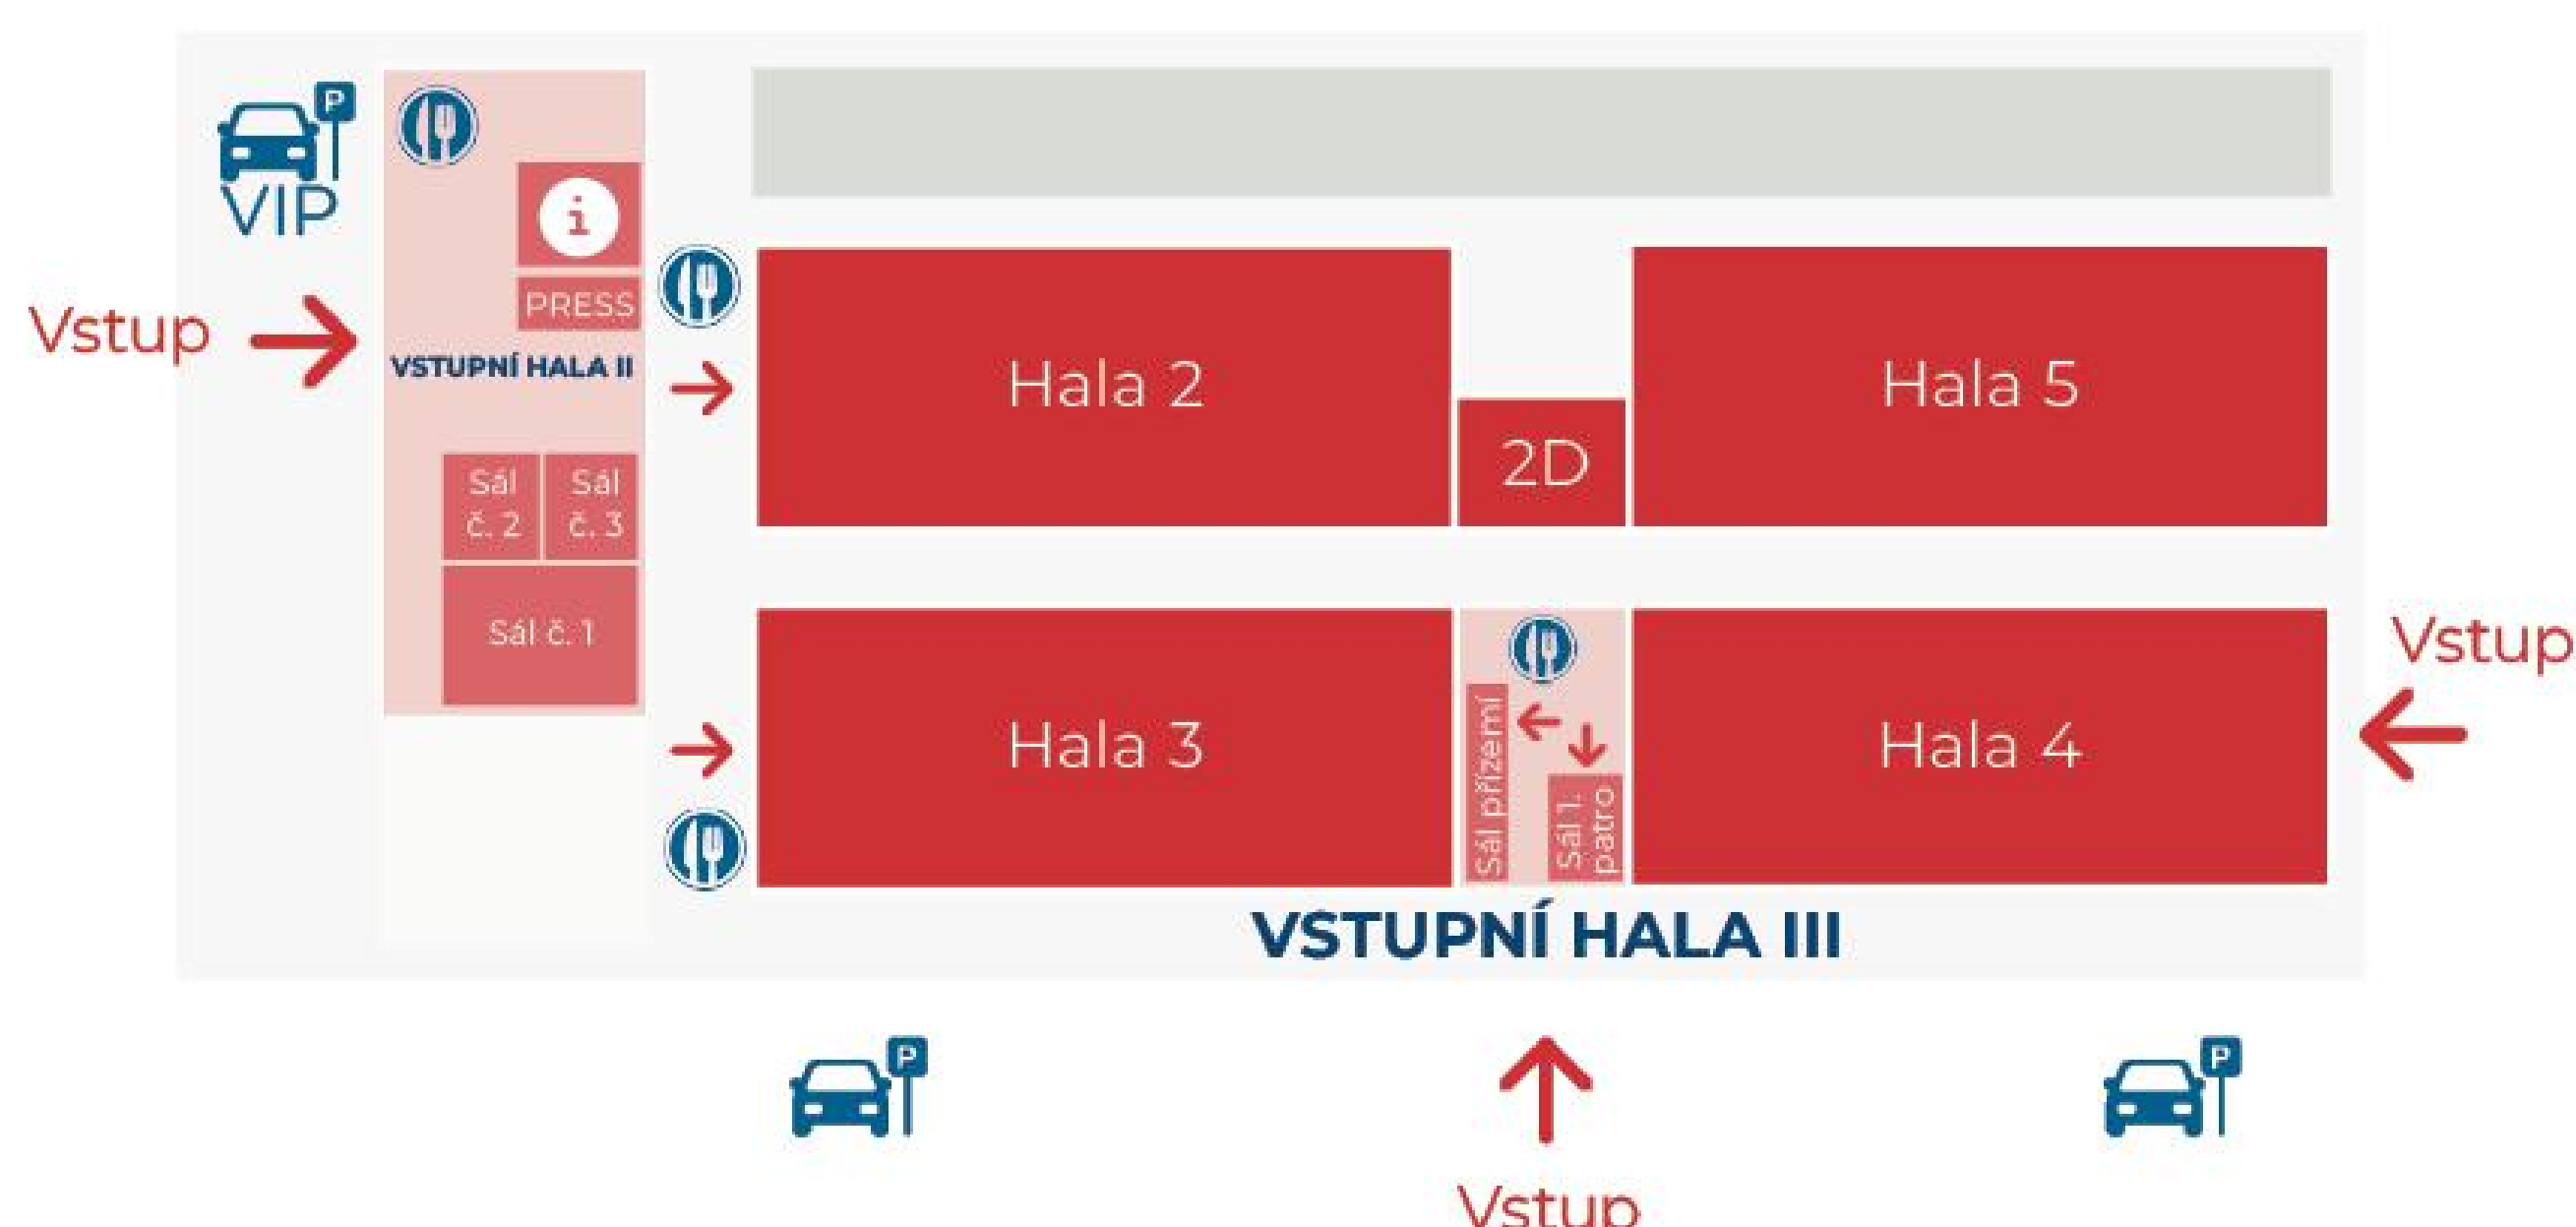 P
VIP
i
PRESS
Vstup
VSTUPNÍ HALA II
Hala 2
Hala 5
2D
Sál
č. 2
Sál
č. 3
Sál č. 1
Hala 3
Sál přízemí
Sál 1.
patro
Hala 4
Vstup
VSTUPNÍ HALA III
P
P
Vstup